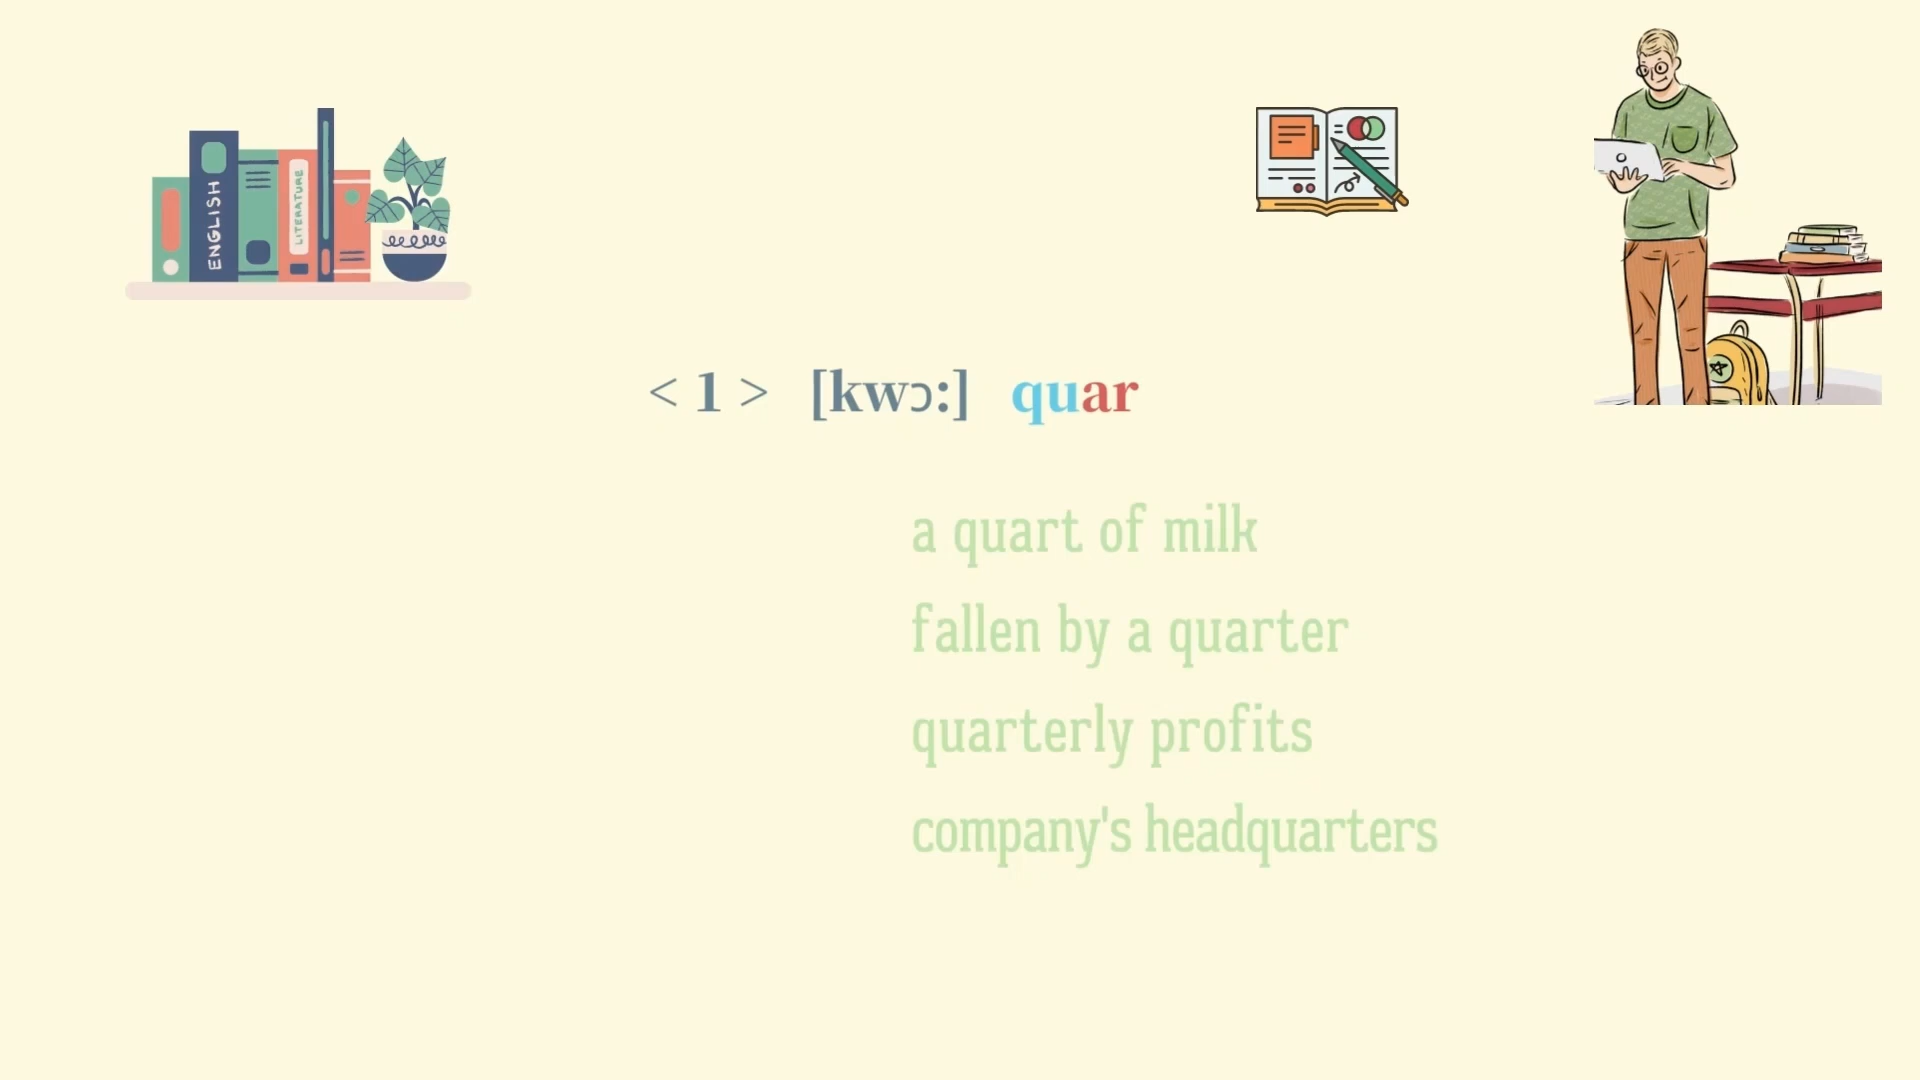 ENGLISH
LITERATURE
< 1 > [kwɔ:] quar
a quart of milk
fallen by a quarter
quarterly profits
company's headquarters